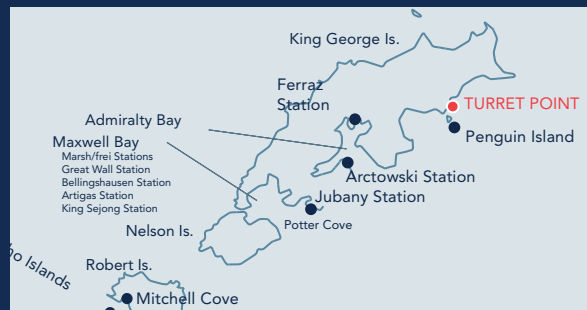 King George Is.
Ferraz
Station
TURRET POINT
Admiralty Bay
Penguin Island
Maxwell Bay
Marsh/frei Stations
Great Wall Station
Bellingshausen Station
Artigas Station
King Sejong Station
Arctowski Station
Jubany Station
Potter Cove
Nelson Is.
Islands
Robert Is.
Mitchell Cove